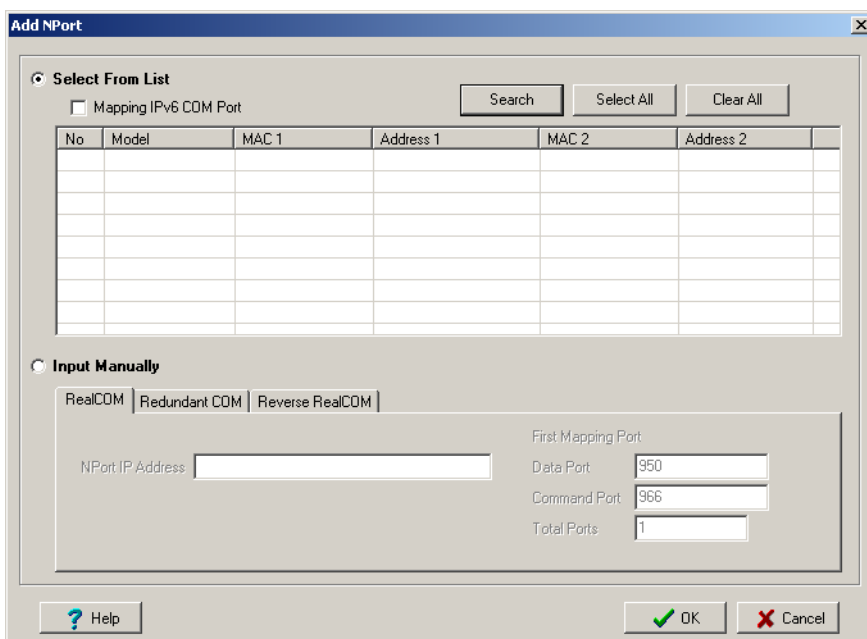 Add NPort
Select From List
Mapping IPv6 COM Port
Search Select All Clear All
No Model MAC 1 Address 1 MAC 2 Address 2
Input Manually
RealCOM Redundant COM Reverse RealCOM
First Mapping Port
NPort IP Address
Data Port 950
Command Port 966
Total Ports 1
? Help OK Cancel